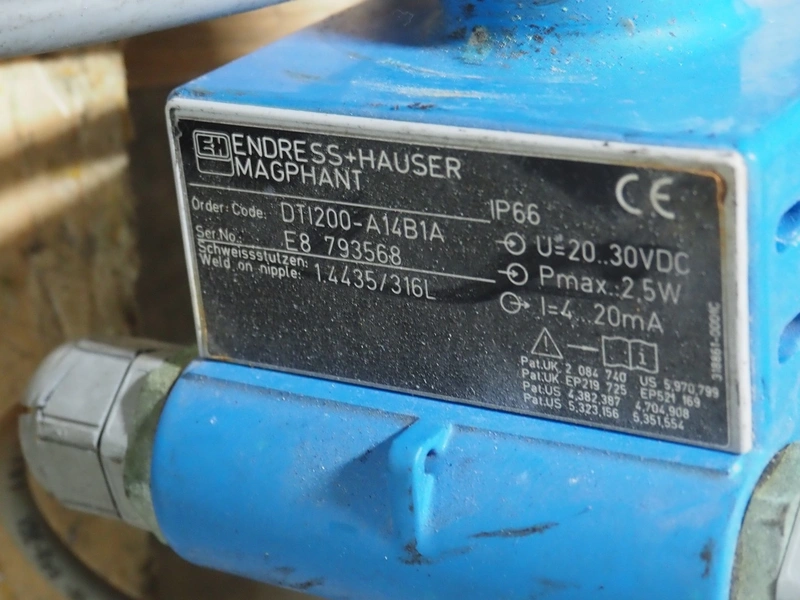 EH ENDRESS+HAUSER
MAGPHANT
IP66
CE
Order: Code: DTI200-A14B1A
Ser.No.: E8 793568
Schweissstutzen:
Weld on nipple: 1.4435/316L
U=20..30VDC
Pmax.:2,5W
I=4...20mA
i
Pat.UK 2 084 740 US 5,970,799
Pat.UK EP219 725 EP521 169
Pat.US 4,382,387 4,704,908
Pat.US 5,323,156 5,351,554